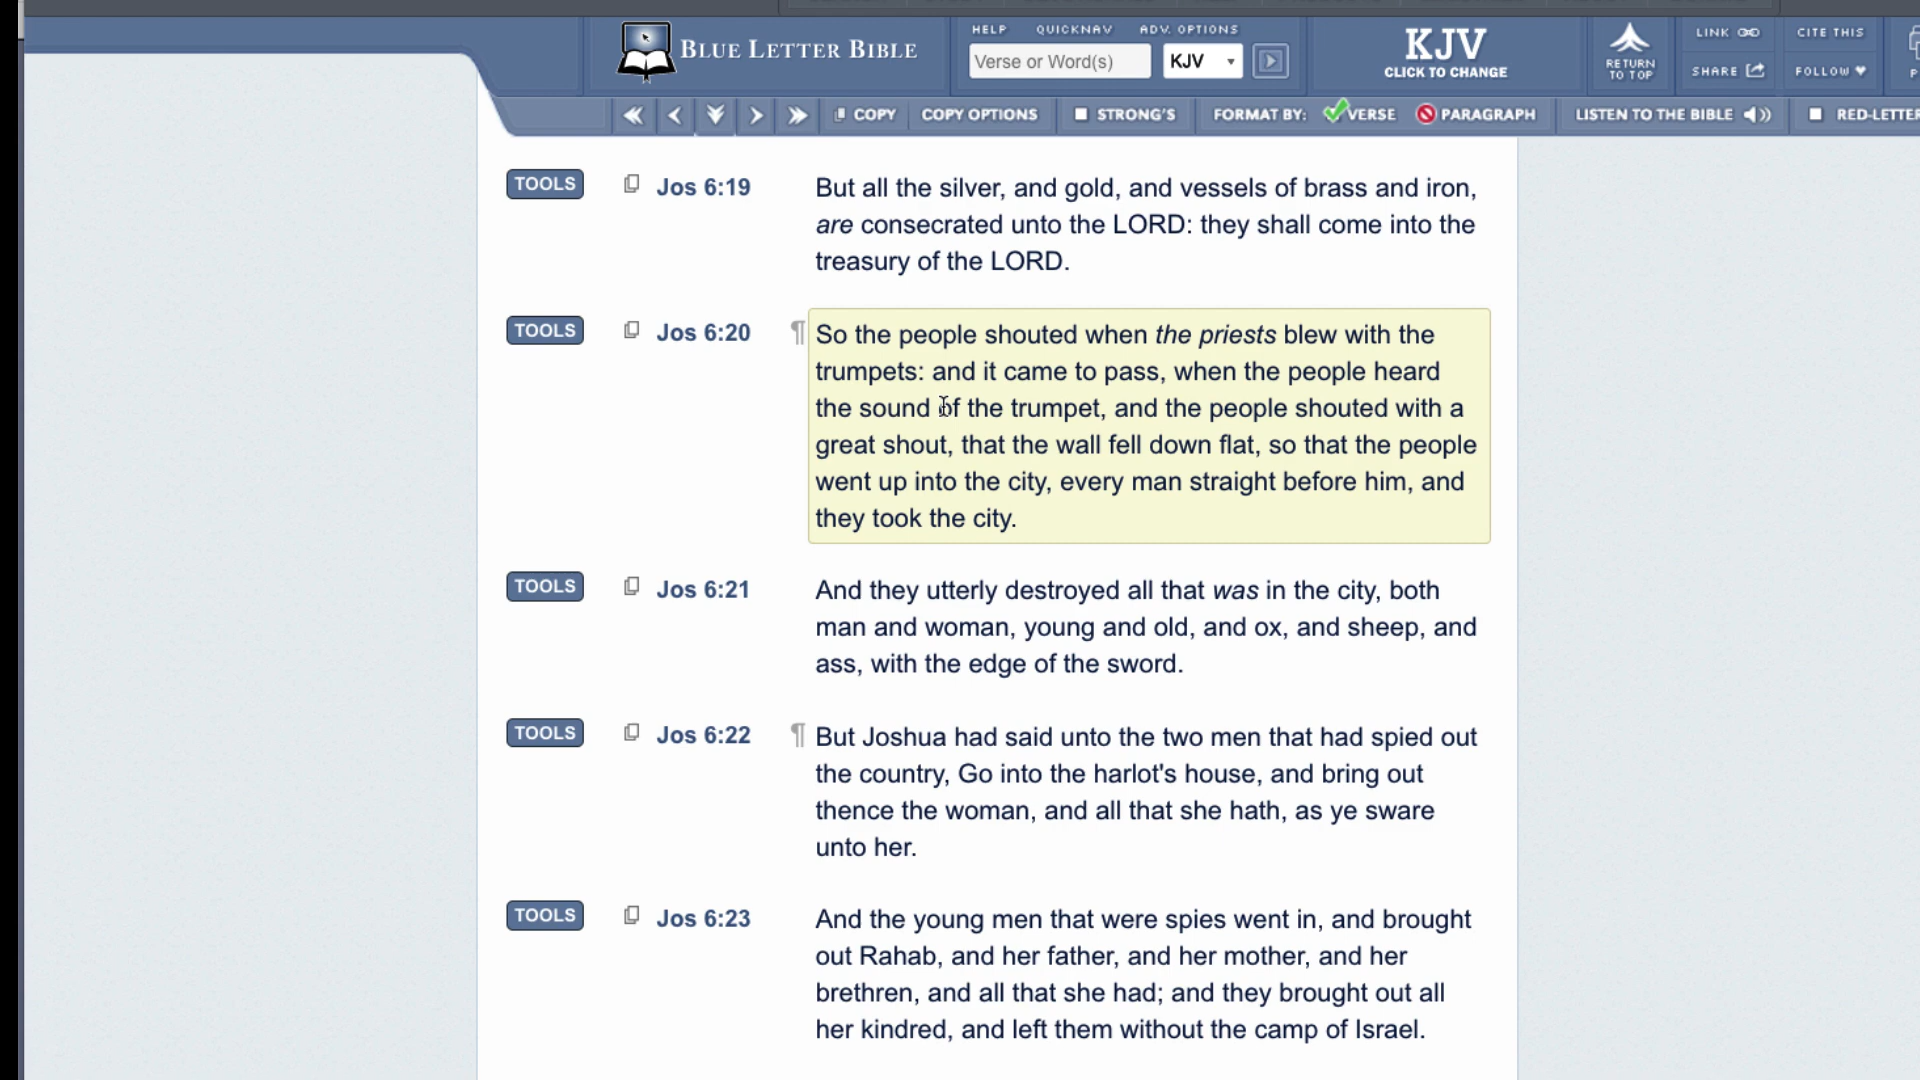 HELP QUICKNAV ADV. OPTIONS
BLUE LETTER BIBLE
Verse or Word(s) KJV
KJV
CLICK TO CHANGE
RETURN
TO TOP
LINK CITE THIS
SHARE FOLLOW
COPY COPY OPTIONS STRONG'S FORMAT BY: VERSE PARAGRAPH LISTEN TO THE BIBLE RED-LETTER
TOOLS Jos 6:19 But all the silver, and gold, and vessels of brass and iron,
are consecrated unto the LORD: they shall come into the
treasury of the LORD.
TOOLS Jos 6:20 ¶ So the people shouted when the priests blew with the
trumpets: and it came to pass, when the people heard
the sound of the trumpet, and the people shouted with a
great shout, that the wall fell down flat, so that the people
went up into the city, every man straight before him, and
they took the city.
TOOLS Jos 6:21 And they utterly destroyed all that was in the city, both
man and woman, young and old, and ox, and sheep, and
ass, with the edge of the sword.
TOOLS Jos 6:22 ¶ But Joshua had said unto the two men that had spied out
the country, Go into the harlot's house, and bring out
thence the woman, and all that she hath, as ye sware
unto her.
TOOLS Jos 6:23 And the young men that were spies went in, and brought
out Rahab, and her father, and her mother, and her
brethren, and all that she had; and they brought out all
her kindred, and left them without the camp of Israel.